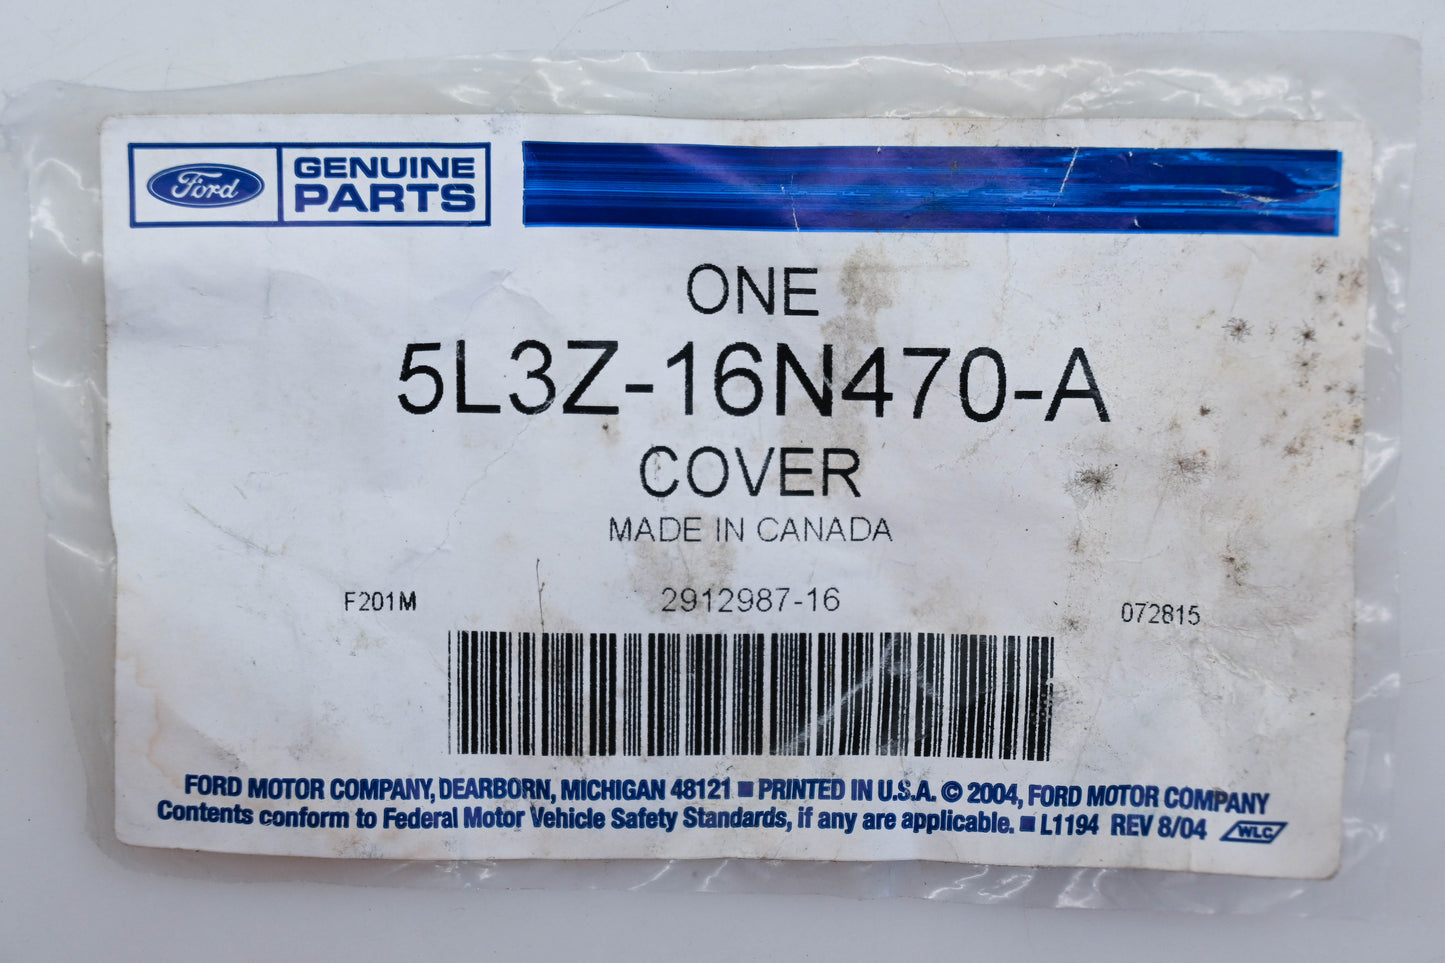 Ford
GENUINE
PARTS
ONE
5L3Z-16N470-A
COVER
MADE IN CANADA
F201M 2912987-16 072815
FORD MOTOR COMPANY, DEARBORN, MICHIGAN 48121 ■ PRINTED IN U.S.A. © 2004, FORD MOTOR COMPANY
Contents conform to Federal Motor Vehicle Safety Standards, if any are applicable. ■ L1194 REV 8/04 WLC